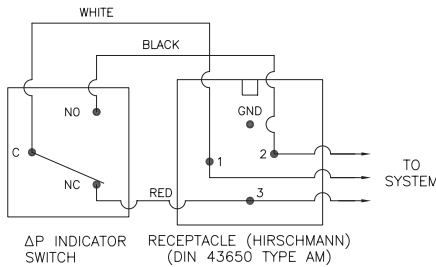 WHITE
BLACK
NO
GND
C
1
2
NC
RED
3
TO
SYSTEM
ΔP INDICATOR
SWITCH
RECEPTACLE (HIRSCHMANN)
(DIN 43650 TYPE AM)